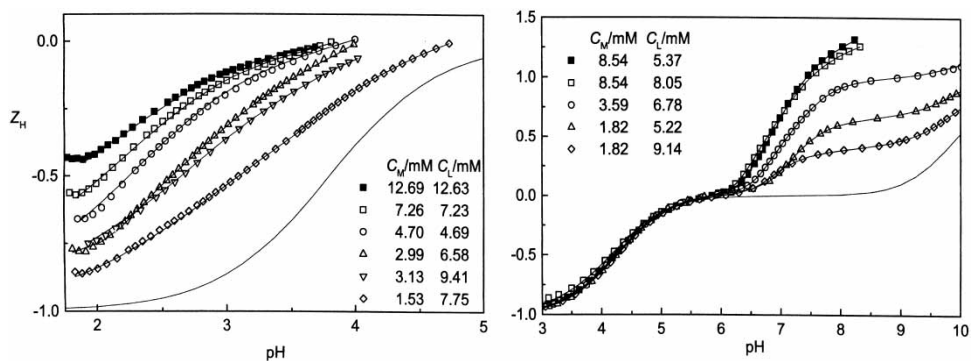 0.0
-0.5
-1.0
Z_H
2 3 4 5
pH
C_M/mM C_L/mM
12.69 12.63
7.26 7.23
4.70 4.69
2.99 6.58
3.13 9.41
1.53 7.75
1.5
1.0
0.5
0.0
-0.5
-1.0
3 4 5 6 7 8 9 10
pH
C_M/mM C_L/mM
8.54 5.37
8.54 8.05
3.59 6.78
1.82 5.22
1.82 9.14